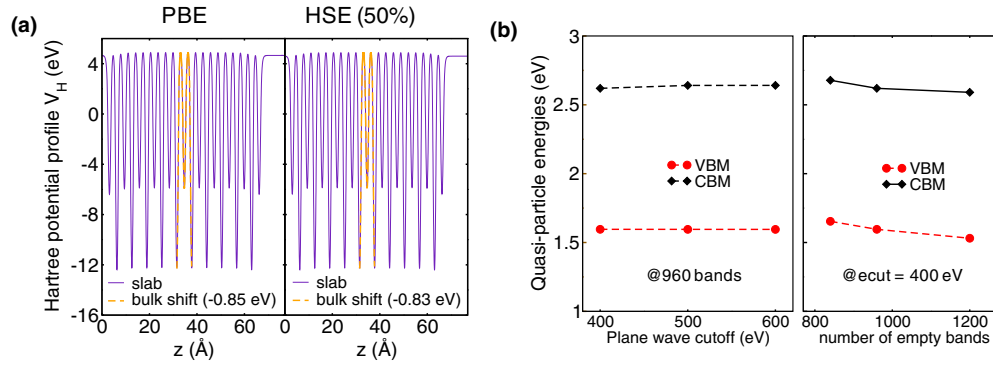 (a)
PBE
HSE (50%)
Hartree potential profile V_H (eV)
4
0
-4
-8
-12
-16
slab
bulk shift (-0.85 eV)
slab
bulk shift (-0.83 eV)
0 20 40 60
0 20 40 60
z (Å)
z (Å)
(b)
Quasi-particle energies (eV)
3
2.5
2
1.5
1
VBM
CBM
@960 bands
400 500 600
Plane wave cutoff (eV)
VBM
CBM
@ecut = 400 eV
800 1000 1200
number of empty bands